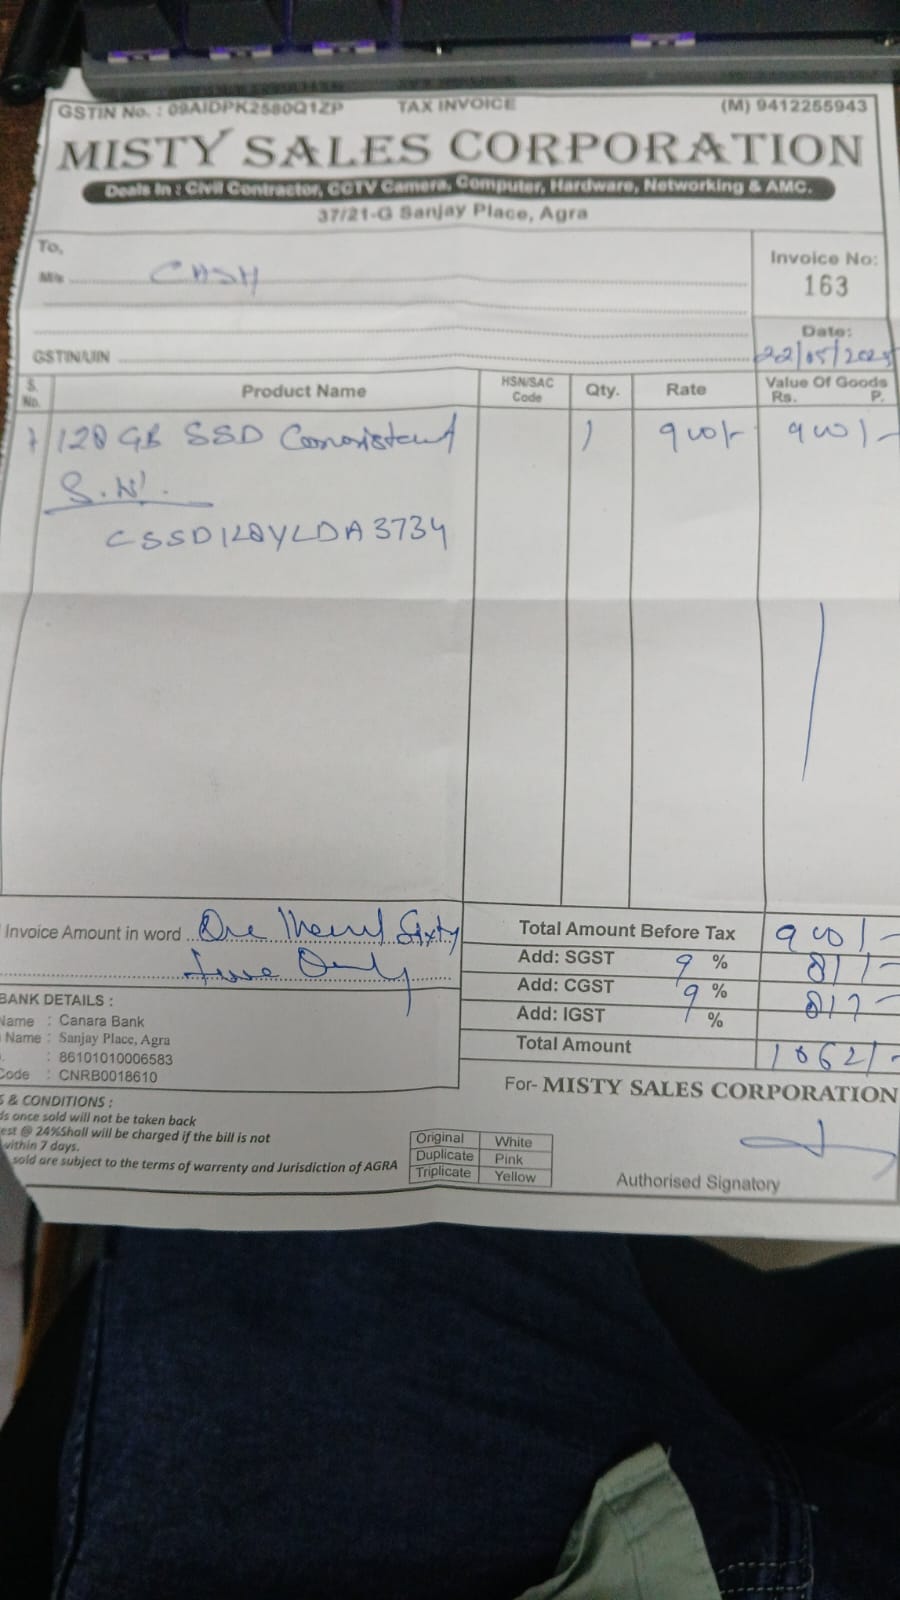 GSTIN No. : 09AIDPK2580Q1ZP TAX INVOICE (M) 9412255943
MISTY SALES CORPORATION
Deals In : Civil Contractor, CCTV Camera, Computer, Hardware, Networking & AMC.
37/21-G Sanjay Place, Agra
To,
M/s CASH
Invoice No:
163
Date:
22/05/2025
GSTIN/UIN
S. No. Product Name HSN/SAC Code Qty. Rate Value Of Goods Rs. P.
1 128 GB SSD Consistent 1 900/- 900/-
S.N.
CSSD128YLDA3734
Invoice Amount in word One Thousand Sixty
Only
Total Amount Before Tax 900/-
Add: SGST 9 % 81/-
Add: CGST 9 % 81/-
Add: IGST %
Total Amount 1062/-
BANK DETAILS :
Name : Canara Bank
Name : Sanjay Place, Agra
: 86101010006583
Code : CNRB0018610
For- MISTY SALES CORPORATION
S & CONDITIONS :
ds once sold will not be taken back
est @ 24%Shall will be charged if the bill is not
within 7 days.
sold are subject to the terms of warrenty and Jurisdiction of AGRA
Original White
Duplicate Pink
Triplicate Yellow
Authorised Signatory